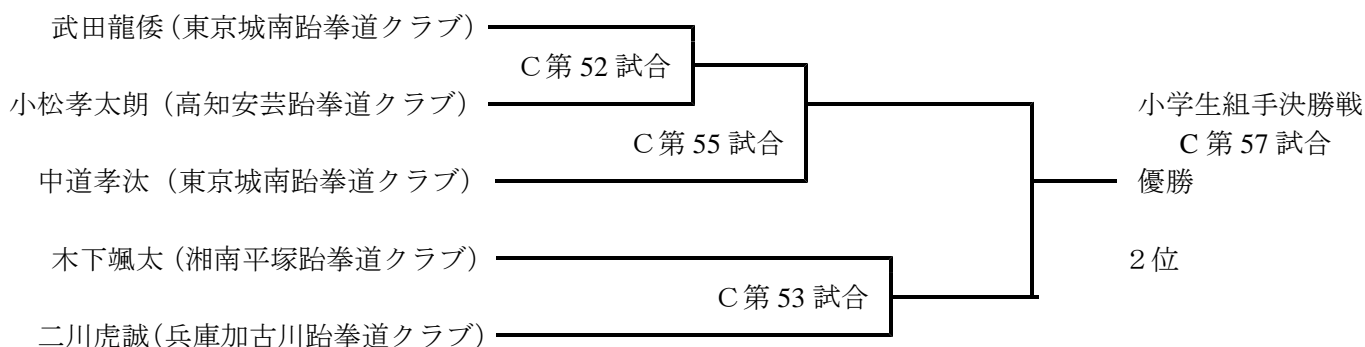 武田龍倭（東京城南跆拳道クラブ）
C第 52 試合
小松孝太朗（高知安芸跆拳道クラブ）
小学生組手決勝戦
C第 55 試合
C 第 57 試合
中道孝汰（東京城南跆拳道クラブ）
優勝
木下颯太（湘南平塚跆拳道クラブ）
２位
C第 53 試合
二川虎誠（兵庫加古川跆拳道クラブ）